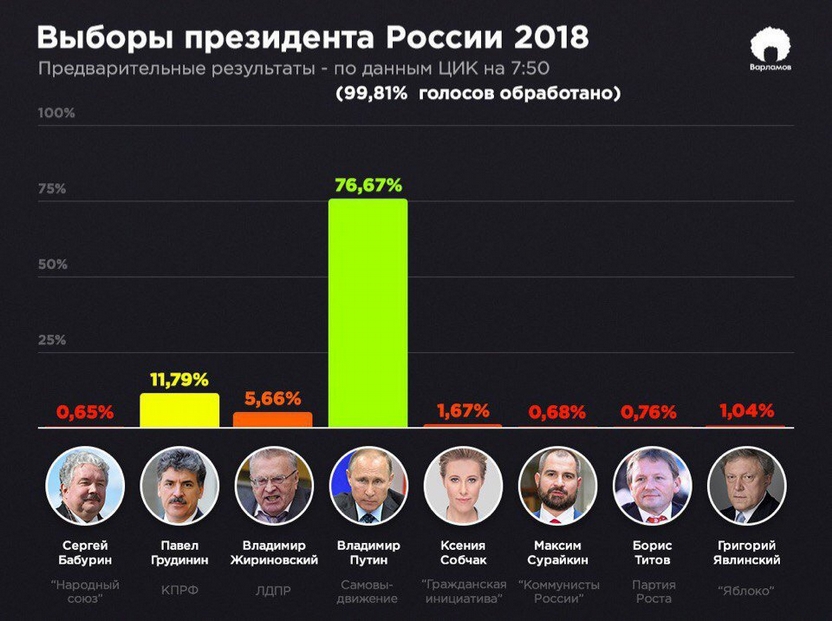 Выборы президента России 2018
Варламов
Предварительные результаты - по данным ЦИК на 7:50
(99,81% голосов обработано)
100%
75%
50%
25%
0,65%
11,79%
5,66%
76,67%
1,67%
0,68%
0,76%
1,04%
Сергей
Бабурин
Павел
Грудинин
Владимир
Жириновский
Владимир
Путин
Ксения
Собчак
Максим
Сурайкин
Борис
Титов
Григорий
Явлинский
“Народный
союз”
КПРФ
ЛДПР
Самовы-
движение
“Гражданская
инициатива”
“Коммунисты
России”
Партия
Роста
“Яблоко”